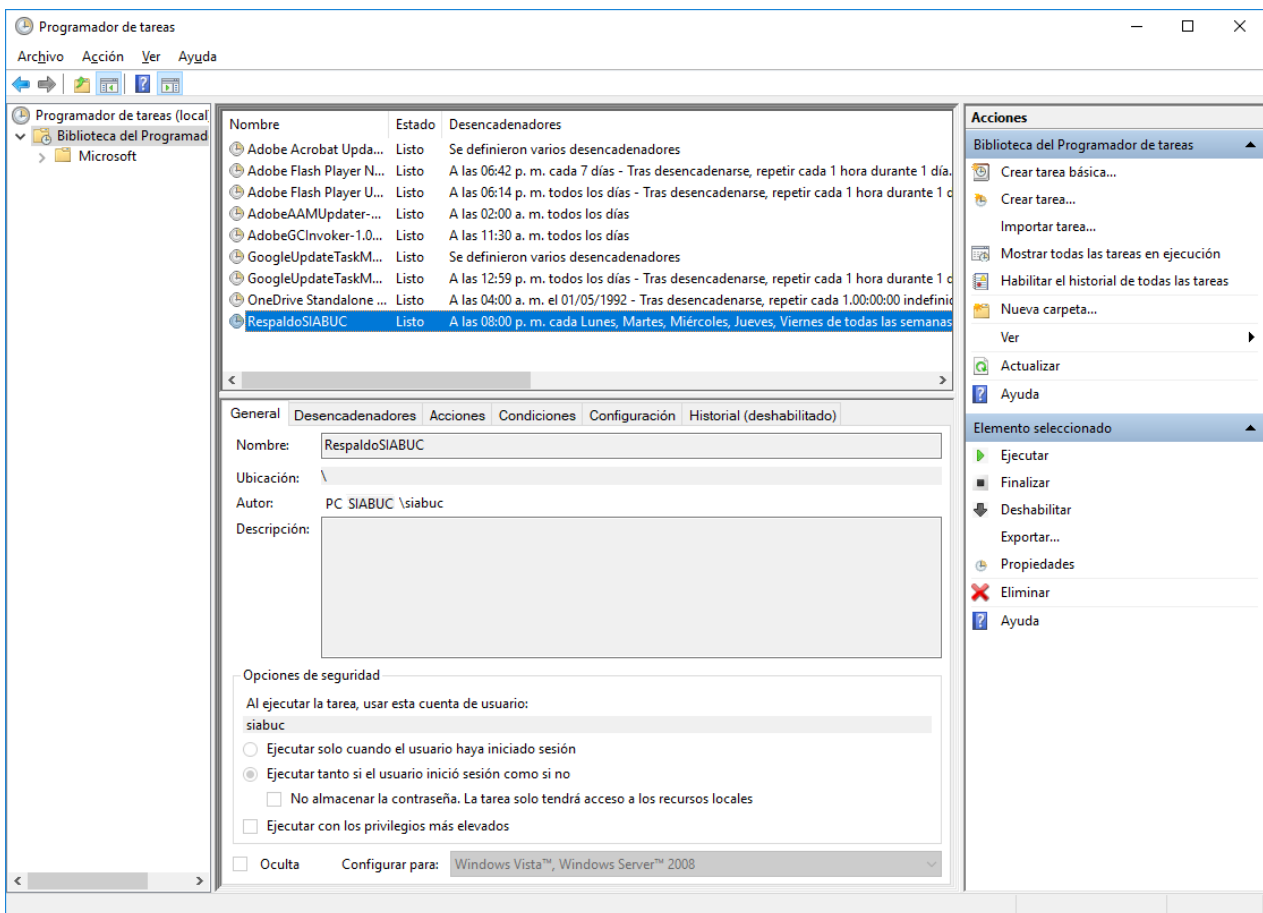 Programador de tareas
Archivo Acción Ver Ayuda
Programador de tareas (local
Biblioteca del Programad
Microsoft
Nombre Estado Desencadenadores
Adobe Acrobat Upda... Listo Se definieron varios desencadenadores
Adobe Flash Player N... Listo A las 06:42 p. m. cada 7 días - Tras desencadenarse, repetir cada 1 hora durante 1 día.
Adobe Flash Player U... Listo A las 06:14 p. m. todos los días - Tras desencadenarse, repetir cada 1 hora durante 1 d
AdobeAAMUpdater-... Listo A las 02:00 a. m. todos los días
AdobeGCInvoker-1.0... Listo A las 11:30 a. m. todos los días
GoogleUpdateTaskM... Listo Se definieron varios desencadenadores
GoogleUpdateTaskM... Listo A las 12:59 p. m. todos los días - Tras desencadenarse, repetir cada 1 hora durante 1 d
OneDrive Standalone ... Listo A las 04:00 a. m. el 01/05/1992 - Tras desencadenarse, repetir cada 1.00:00:00 indefinid
RespaldoSIABUC Listo A las 08:00 p. m. cada Lunes, Martes, Miércoles, Jueves, Viernes de todas las semanas
General Desencadenadores Acciones Condiciones Configuración Historial (deshabilitado)
Nombre: RespaldoSIABUC
Ubicación: \
Autor: PC SIABUC \siabuc
Descripción:
Opciones de seguridad
Al ejecutar la tarea, usar esta cuenta de usuario:
siabuc
Ejecutar solo cuando el usuario haya iniciado sesión
Ejecutar tanto si el usuario inició sesión como si no
No almacenar la contraseña. La tarea solo tendrá acceso a los recursos locales
Ejecutar con los privilegios más elevados
Oculta Configurar para: Windows Vista™, Windows Server™ 2008
Acciones
Biblioteca del Programador de tareas
Crear tarea básica...
Crear tarea...
Importar tarea...
Mostrar todas las tareas en ejecución
Habilitar el historial de todas las tareas
Nueva carpeta...
Ver
Actualizar
Ayuda
Elemento seleccionado
Ejecutar
Finalizar
Deshabilitar
Exportar...
Propiedades
Eliminar
Ayuda